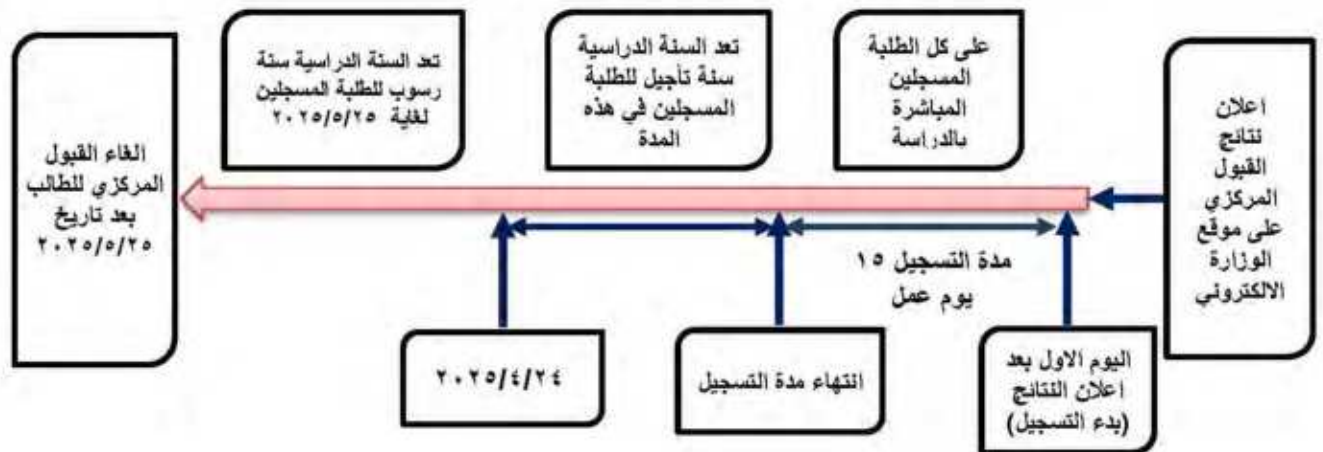 اعلان
نتائج
القبول
المركزي
على موقع
الوزارة
الالكتروني
على كل الطلبة
المسجلين
المباشرة
بالدراسة
تعد السنة الدراسية
سنة تأجيل للطلبة
المسجلين في هذه
المدة
تعد السنة الدراسية سنة
رسوب للطلبة المسجلين
لغاية ٢٠٢٥/٥/٢٥
الغاء القبول
المركزي للطالب
بعد تاريخ
٢٠٢٥/٥/٢٥
مدة التسجيل ١٥
يوم عمل
اليوم الاول بعد
اعلان النتائج
(بدء التسجيل)
انتهاء مدة التسجيل
٢٠٢٥/٤/٢٤